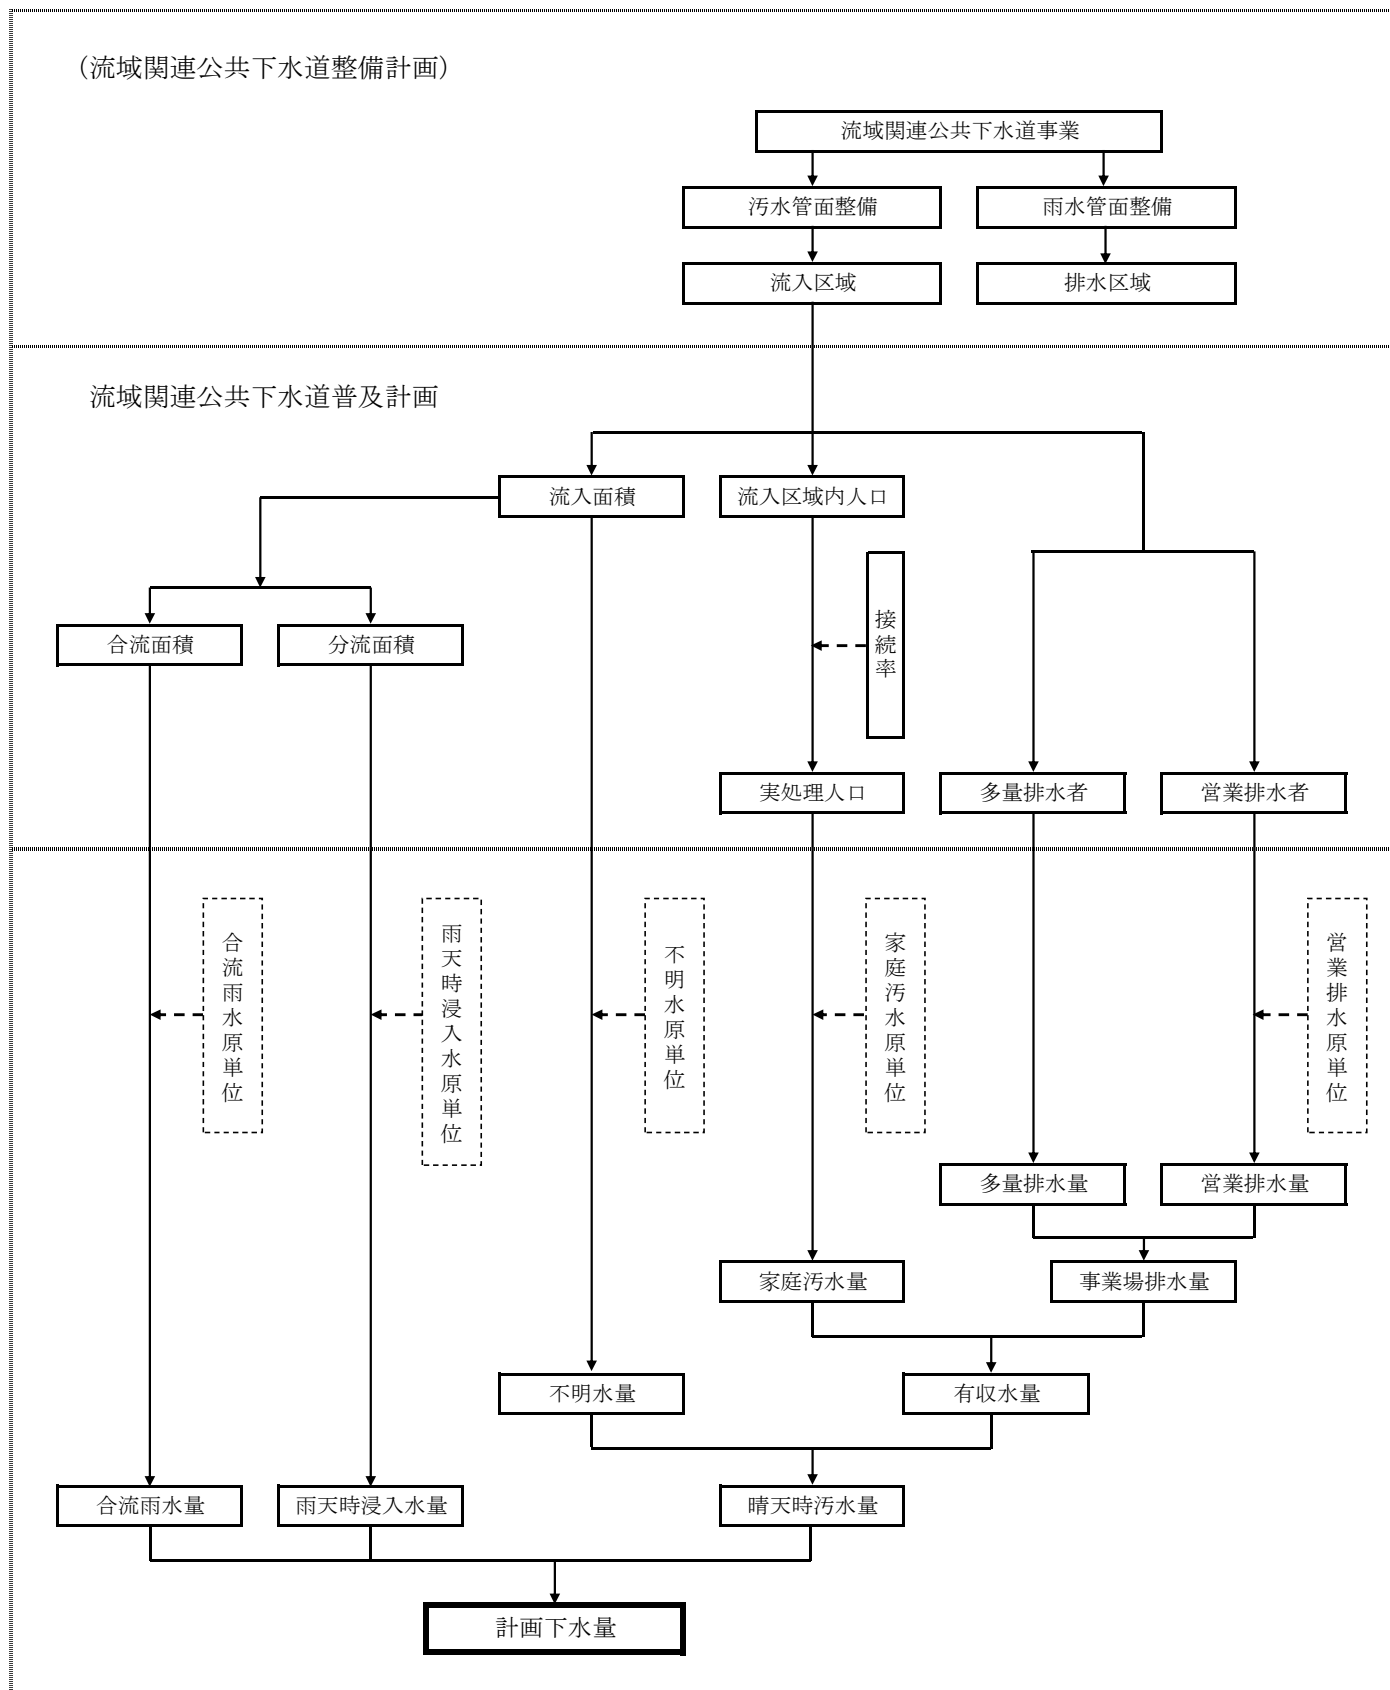 （流域関連公共下水道整備計画）
流域関連公共下水道事業
汚水管面整備
雨水管面整備
流入区域
排水区域
流域関連公共下水道普及計画
流入面積
流入区域内人口
接続率
合流面積
分流面積
実処理人口
多量排水者
営業排水者
合流雨水原単位
雨天時浸入水原単位
不明水原単位
家庭汚水原単位
営業排水原単位
多量排水量
営業排水量
家庭汚水量
事業場排水量
不明水量
有収水量
合流雨水量
雨天時浸入水量
晴天時汚水量
計画下水量